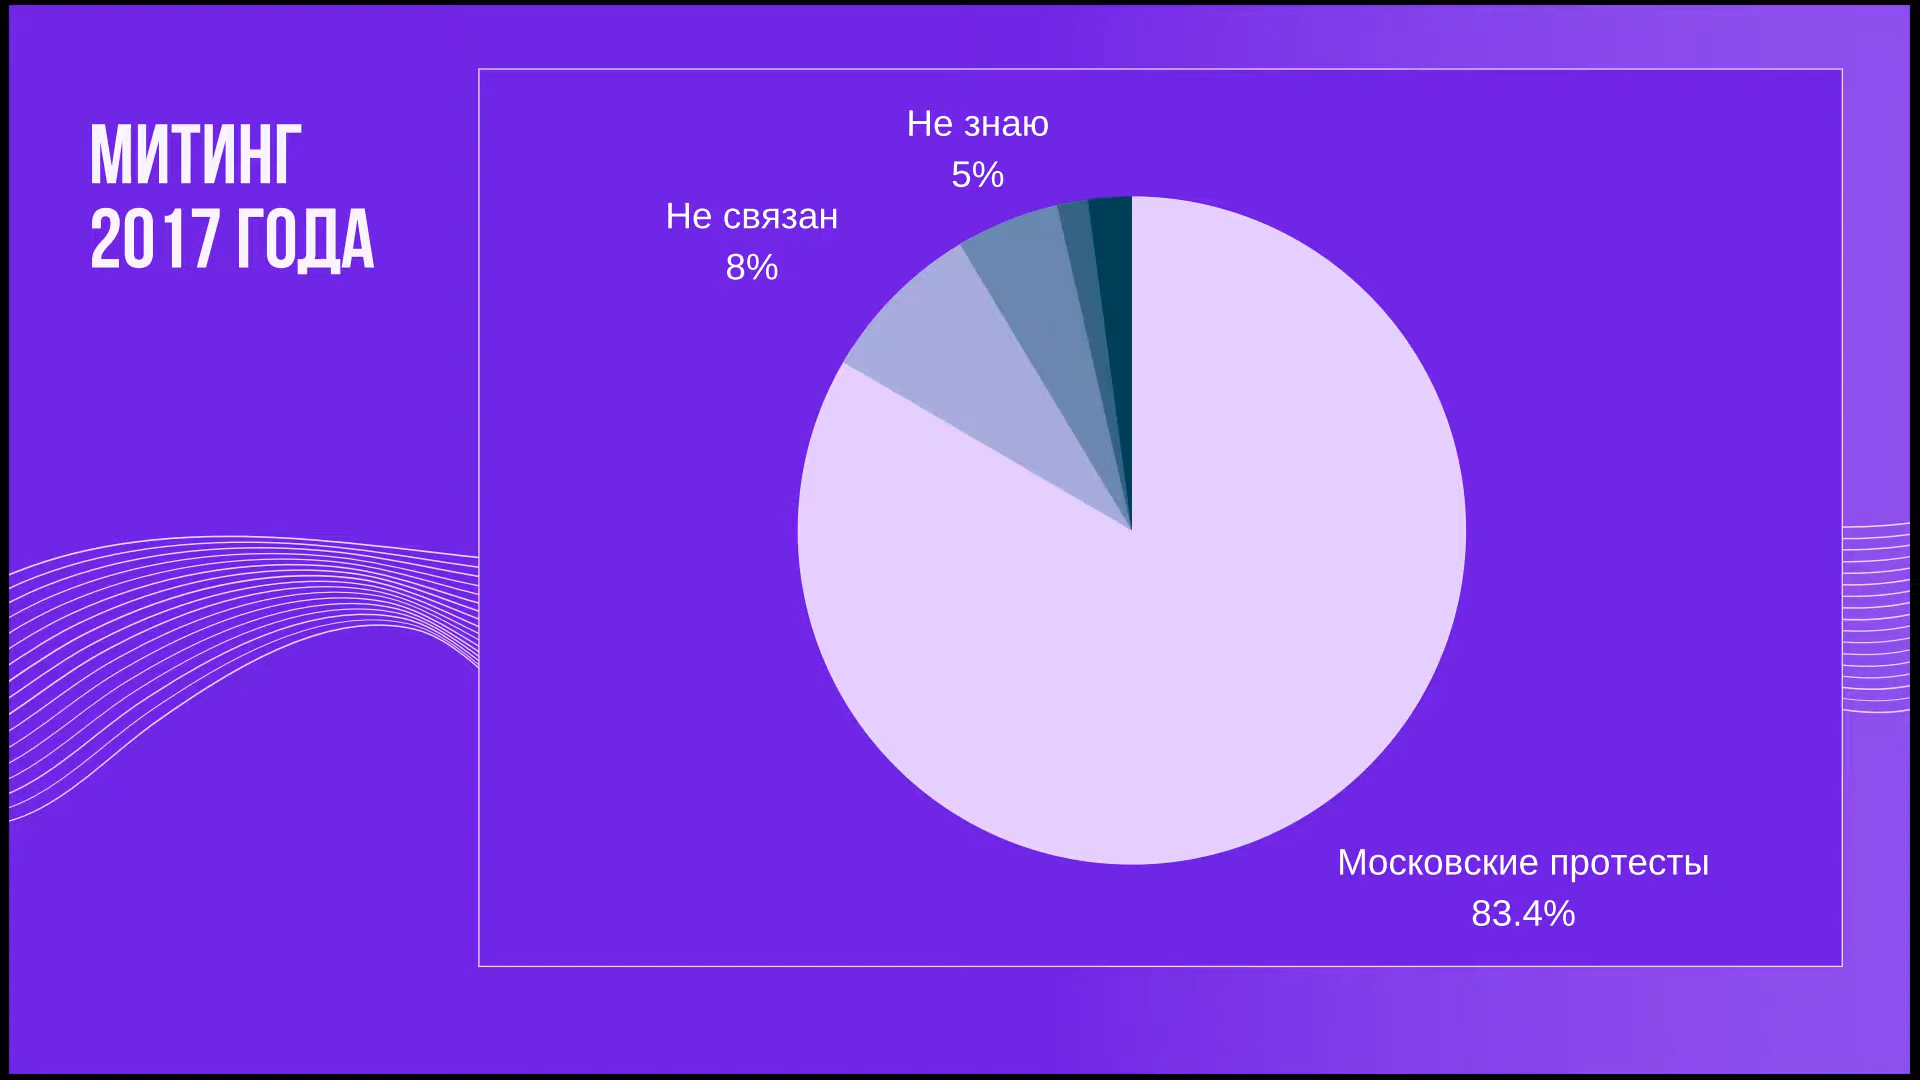 МИТИНГ
2017 ГОДА
Не знаю
5%
Не связан
8%
Московские протесты
83.4%